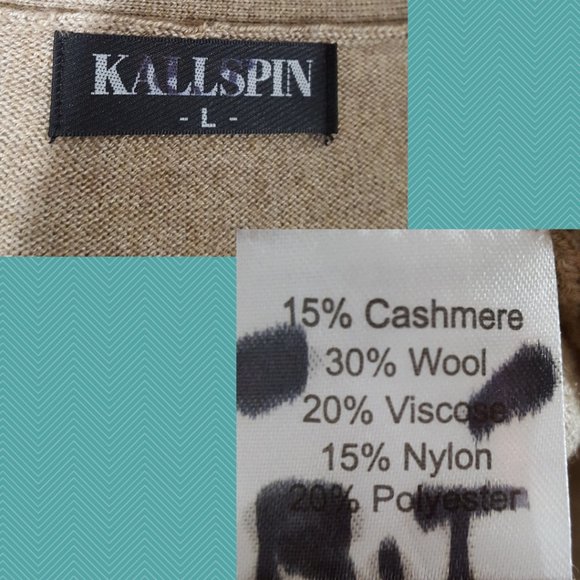 KALLSPIN
- L -
15% Cashmere
30% Wool
20% Viscose
15% Nylon
20% Polyester